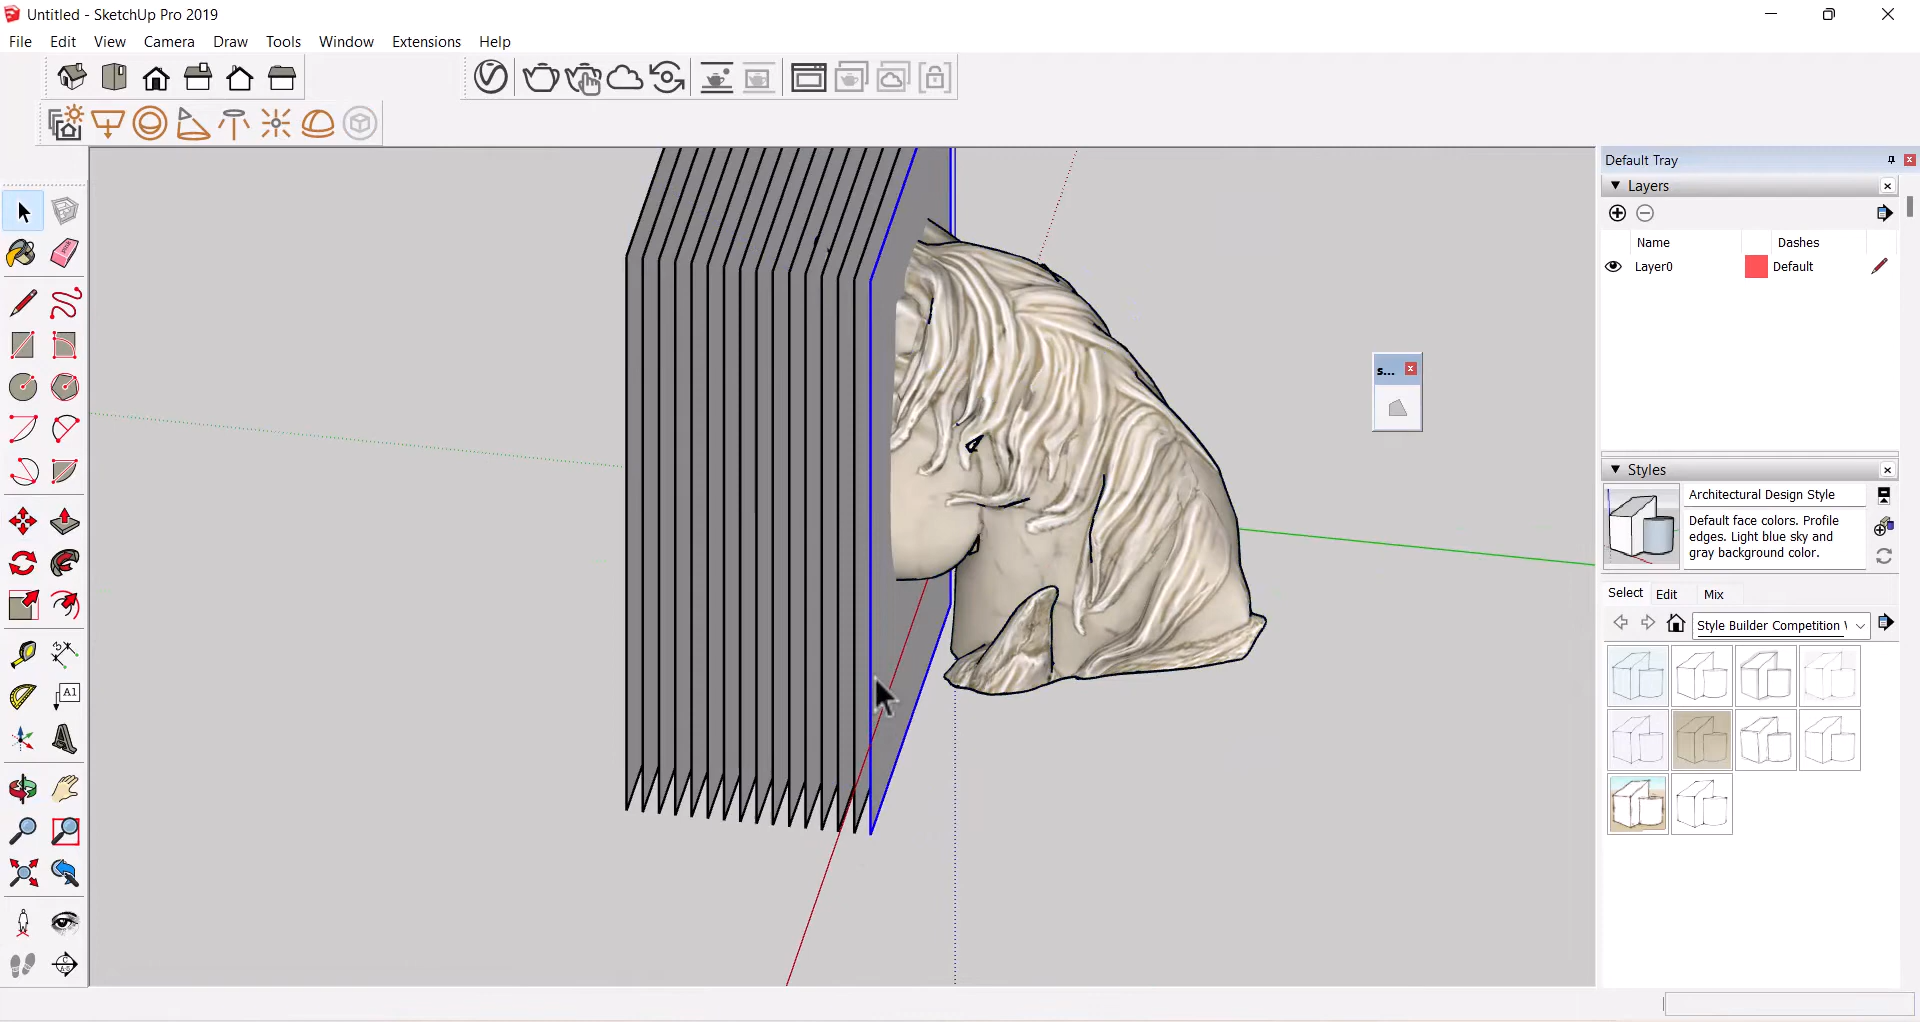 Untitled - SketchUp Pro 2019
File Edit View Camera Draw Tools Window Extensions Help
Default Tray
Layers
Name Dashes
Layer0 Default
s...
Styles
Architectural Design Style
Default face colors. Profile
edges. Light blue sky and
gray background color.
Select Edit Mix
Style Builder Competition
A1